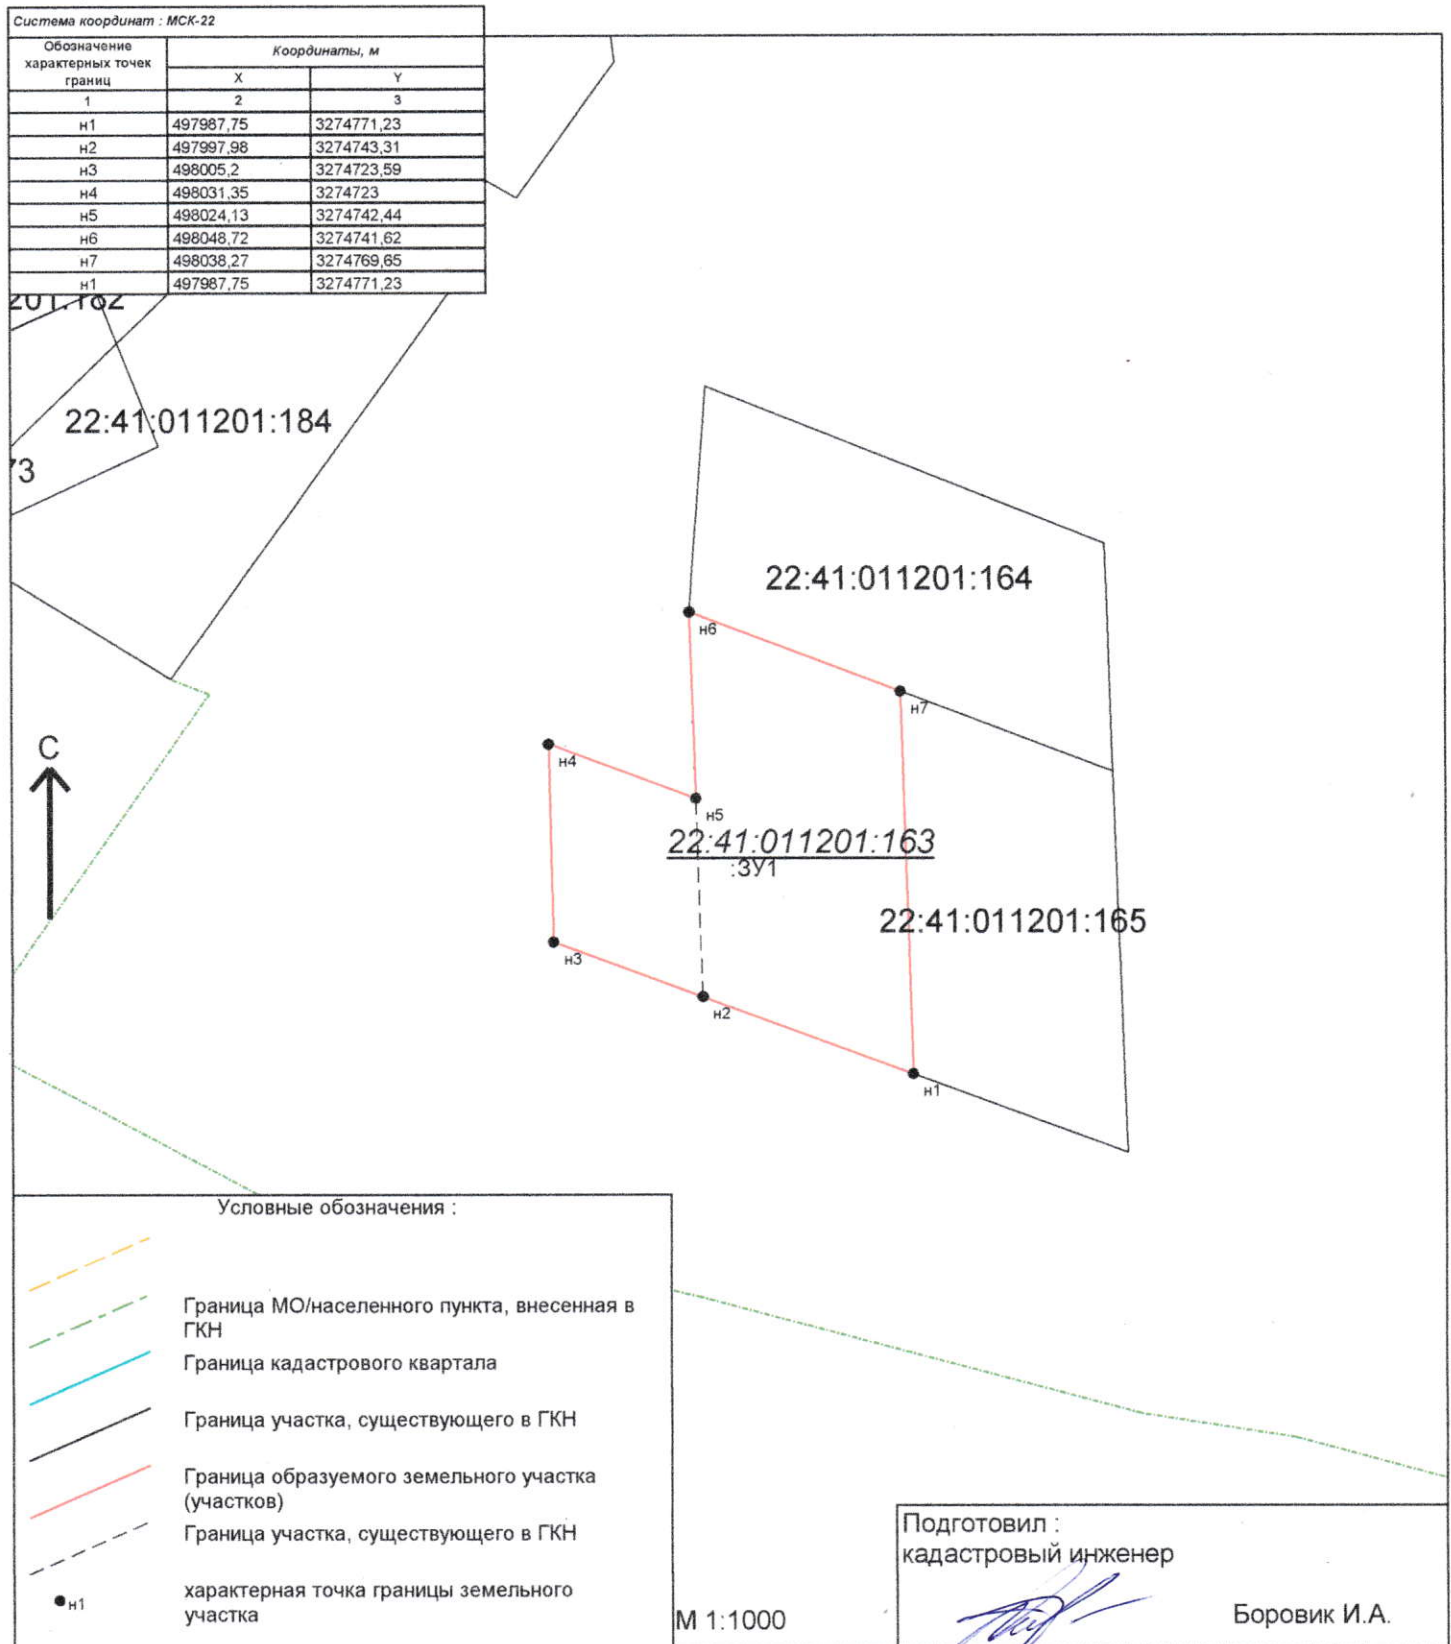 Система координат : МСК-22
Обозначение характерных точек границ
Координаты, м
X
Y
1 2 3
н1 497987,75 3274771,23
н2 497997,98 3274743,31
н3 498005,2 3274723,59
н4 498031,35 3274723
н5 498024,13 3274742,44
н6 498048,72 3274741,62
н7 498038,27 3274769,65
н1 497987,75 3274771,23
201:182
22:41:011201:184
73
22:41:011201:164
н6
н7
С
н4
н5
22:41:011201:163
:ЗУ1
22:41:011201:165
н3
н2
н1
Условные обозначения :
Граница МО/населенного пункта, внесенная в
ГКН
Граница кадастрового квартала
Граница участка, существующего в ГКН
Граница образуемого земельного участка
(участков)
Граница участка, существующего в ГКН
н1
характерная точка границы земельного
участка
М 1:1000
Подготовил :
кадастровый инженер
Боровик И.А.